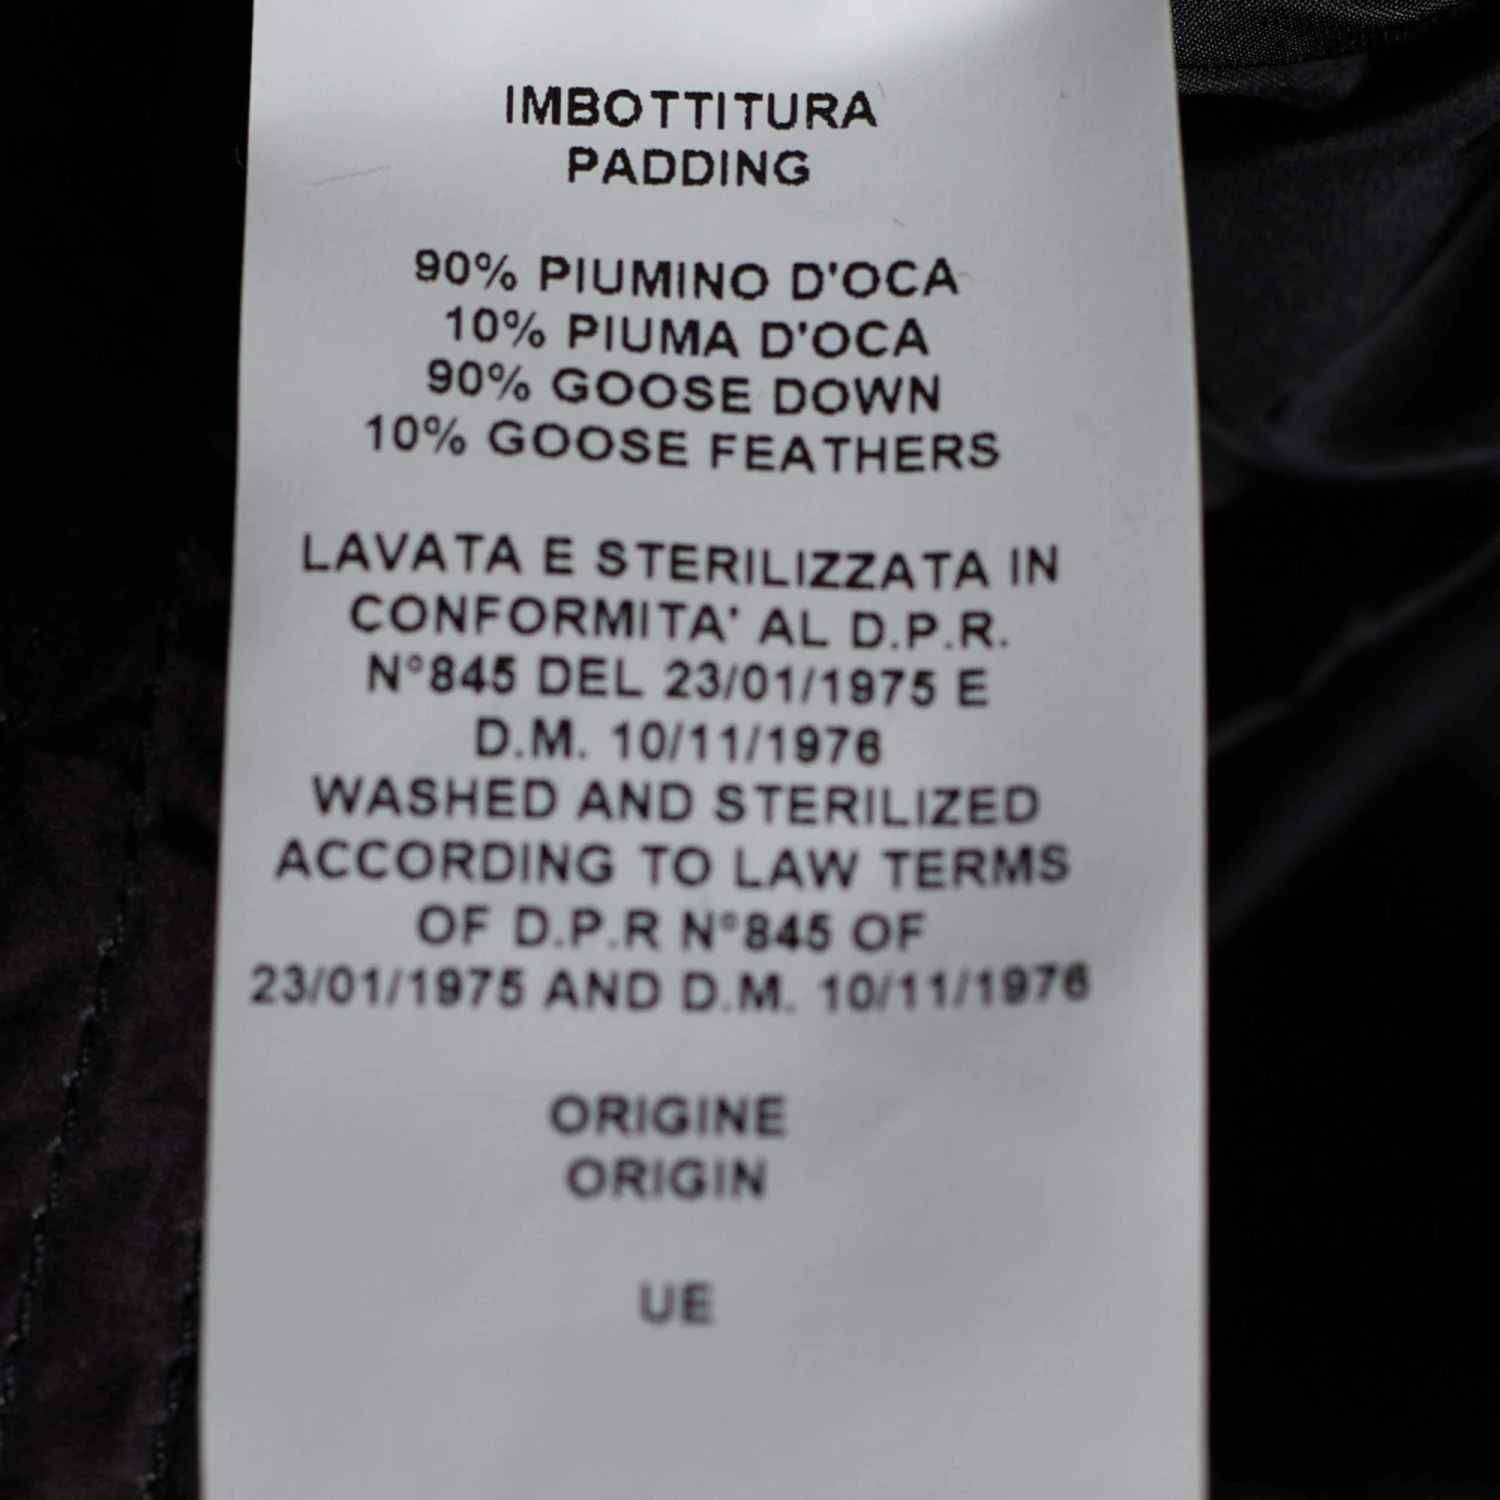 IMBOTTITURA
PADDING
90% PIUMINO D'OCA
10% PIUMA D'OCA
90% GOOSE DOWN
10% GOOSE FEATHERS
LAVATA E STERILIZZATA IN
CONFORMITA' AL D.P.R.
N°845 DEL 23/01/1975 E
D.M. 10/11/1976
WASHED AND STERILIZED
ACCORDING TO LAW TERMS
OF D.P.R N°845 OF
23/01/1975 AND D.M. 10/11/1976
ORIGINE
ORIGIN
UE